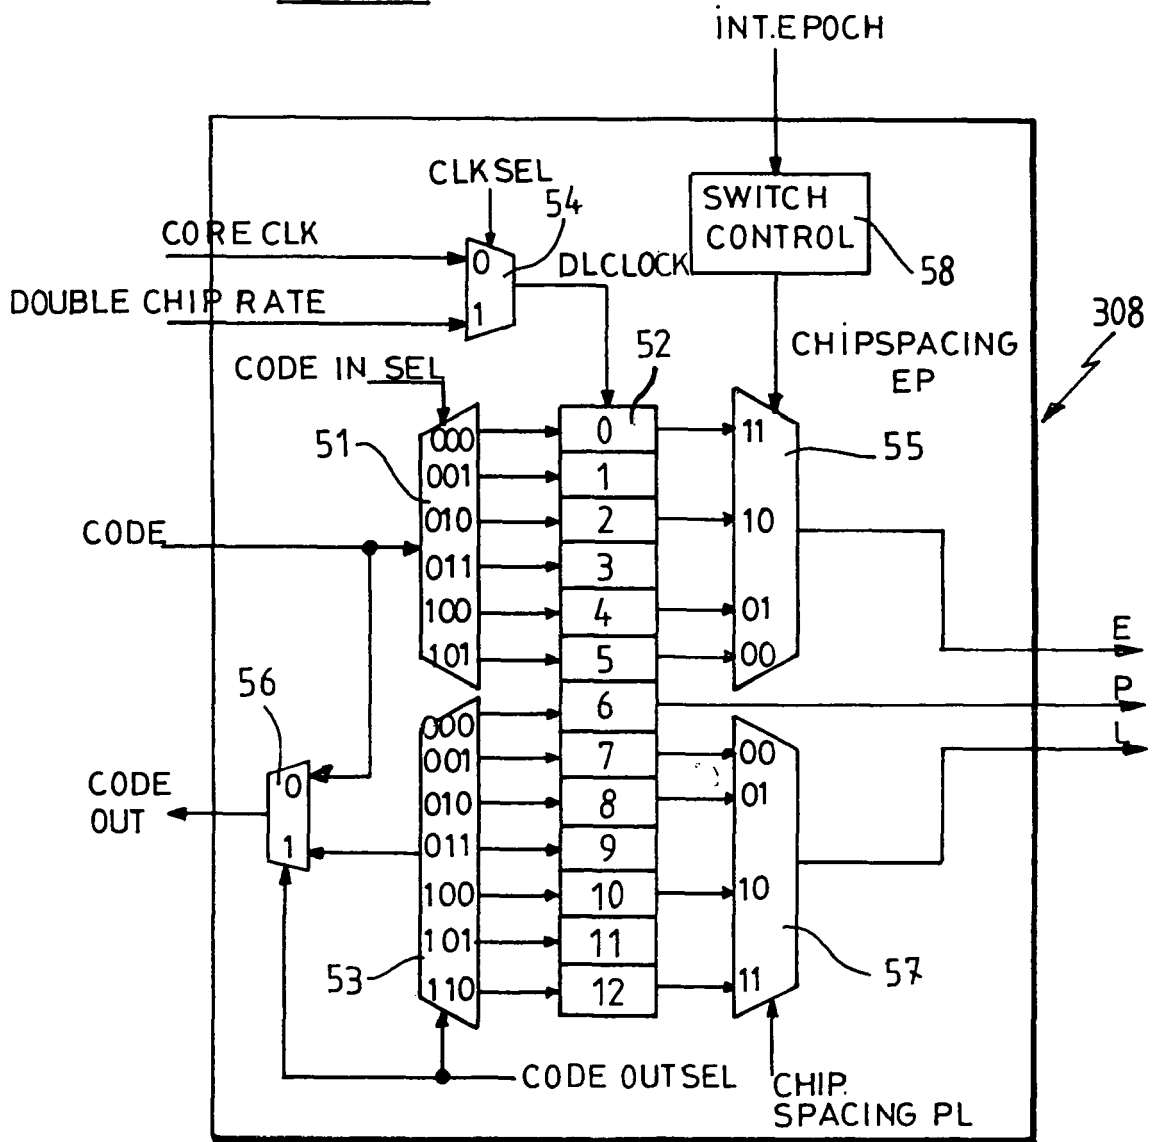 INT.EPOCH
CLKSEL
54
SWITCH
CONTROL
58
CORE CLK
0
DLCLOCK
DOUBLE CHIP RATE
1
308
CHIPSPACING
EP
CODE IN SEL
52
51
000
001
010
011
100
101
0
1
2
3
4
5
6
7
8
9
10
11
12
11
10
01
00
55
CODE
E
P
L
56
0
1
CODE
OUT
000
001
010
011
100
101
110
53
00
01
10
11
57
CODE OUTSEL
CHIP.
SPACING PL